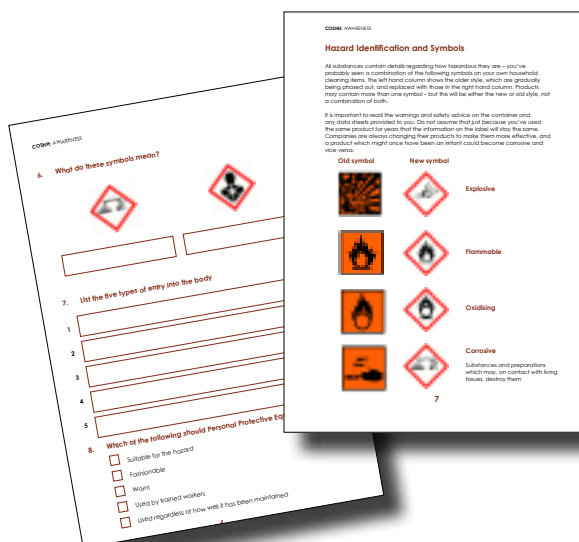 COSHH: AWARENESS
6. What do these symbols mean?
7. List the five types of entry into the body
1
2
3
4
5
8. Which of the following should Personal Protective Equ
Suitable for the hazard
Fashionable
Worn
Used by trained workers
Used regardless of how well it has been maintained
COSHH: AWARENESS
Hazard Identification and Symbols
All substances contain details regarding how hazardous they are – you've
probably seen a combination of the following symbols on your own household
cleaning items. The left hand column shows the older style, which are gradually
being phased out, and replaced with those in the right hand column. Products
may contain more than one symbol – but this will be either the new or old style, not
a combination of both.
It is important to read the warnings and safety advice on the container and
any data sheets provided to you. Do not assume that just because you've used
the same product for years that the information on the label will stay the same.
Companies are always changing their products to make them more effective, and
a product which might once have been an irritant could become corrosive and
vice versa.
Old symbol New symbol
Explosive
Flammable
Oxidising
Corrosive
Substances and preparations
which may, on contact with living
tissues, destroy them
7